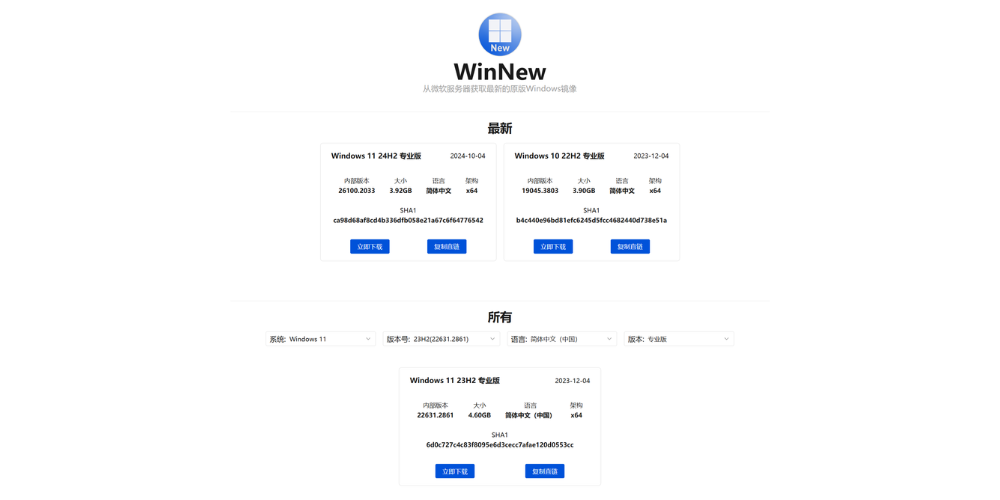 New
WinNew
从微软服务器获取最新的原版Windows镜像
最新
Windows 11 24H2 专业版 2024-10-04
内部版本 大小 语言 架构
26100.2033 3.92GB 简体中文 x64
SHA1
ca98d68af8cd4b336dfb058e21a67c6f64776542
立即下载 复制直链
Windows 10 22H2 专业版 2023-12-04
内部版本 大小 语言 架构
19045.3803 3.90GB 简体中文 x64
SHA1
b4c440e96bd81efc6245d5fcc4682440d738e51a
立即下载 复制直链
所有
系统: Windows 11 版本号: 23H2(22631.2861) 语言: 简体中文（中国） 版本: 专业版
Windows 11 23H2 专业版 2023-12-04
内部版本 大小 语言 架构
22631.2861 4.60GB 简体中文（中国） x64
SHA1
6d0c727c4c83f8095e6d3cecc7afae120d0553cc
立即下载 复制直链